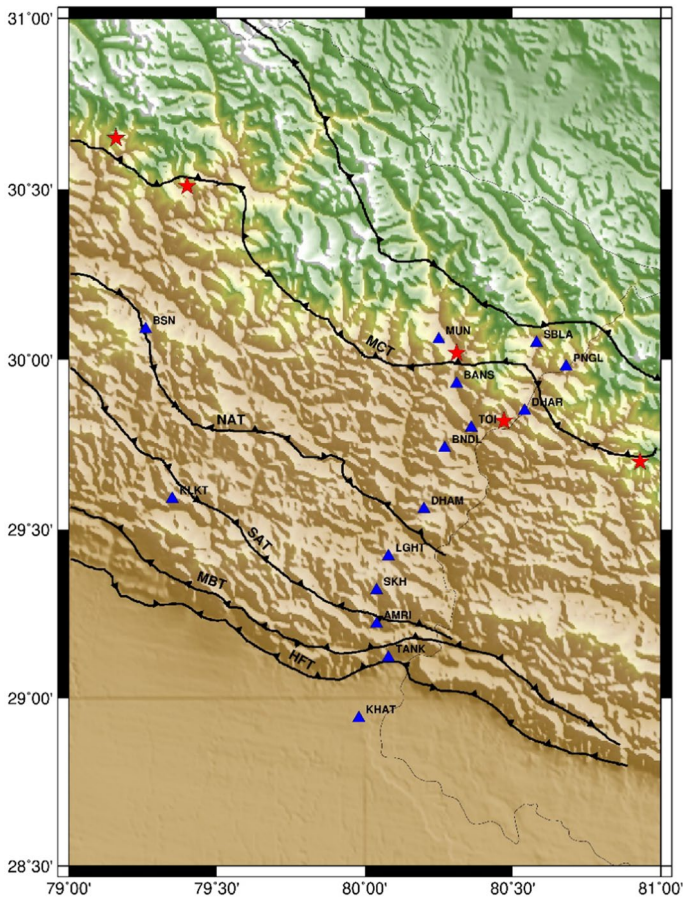 31°00'
30°30'
30°00'
29°30'
29°00'
28°30'
79°00'
79°30'
80°00'
80°30'
81°00'
BSN
MUN
SBLA
MCT
PNGL
BANS
DHAR
NAT
TOI
BNDL
KLKT
DHAM
SAT
LGHT
MBT
SKH
AMRI
HFT
TANK
KHAT